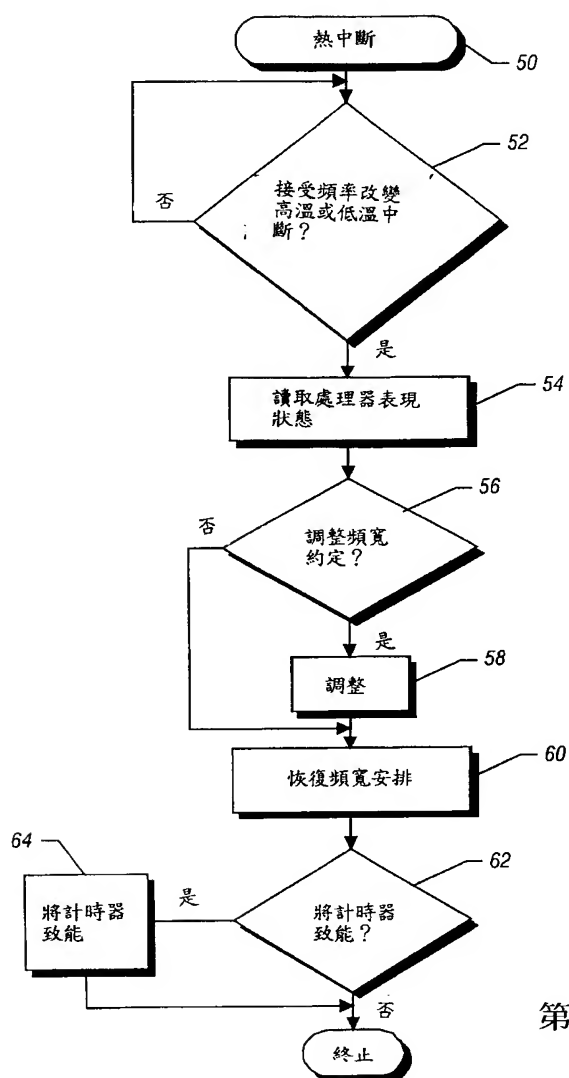 熱中斷
50
52
接受頻率改變
高溫或低溫中
斷？
否
是
讀取處理器表現
狀態
54
56
否
調整頻寬
約定？
是
58
調整
恢復頻寬安排
60
64
62
是
將計時器
致能
將計時器
致能？
否
第
終止